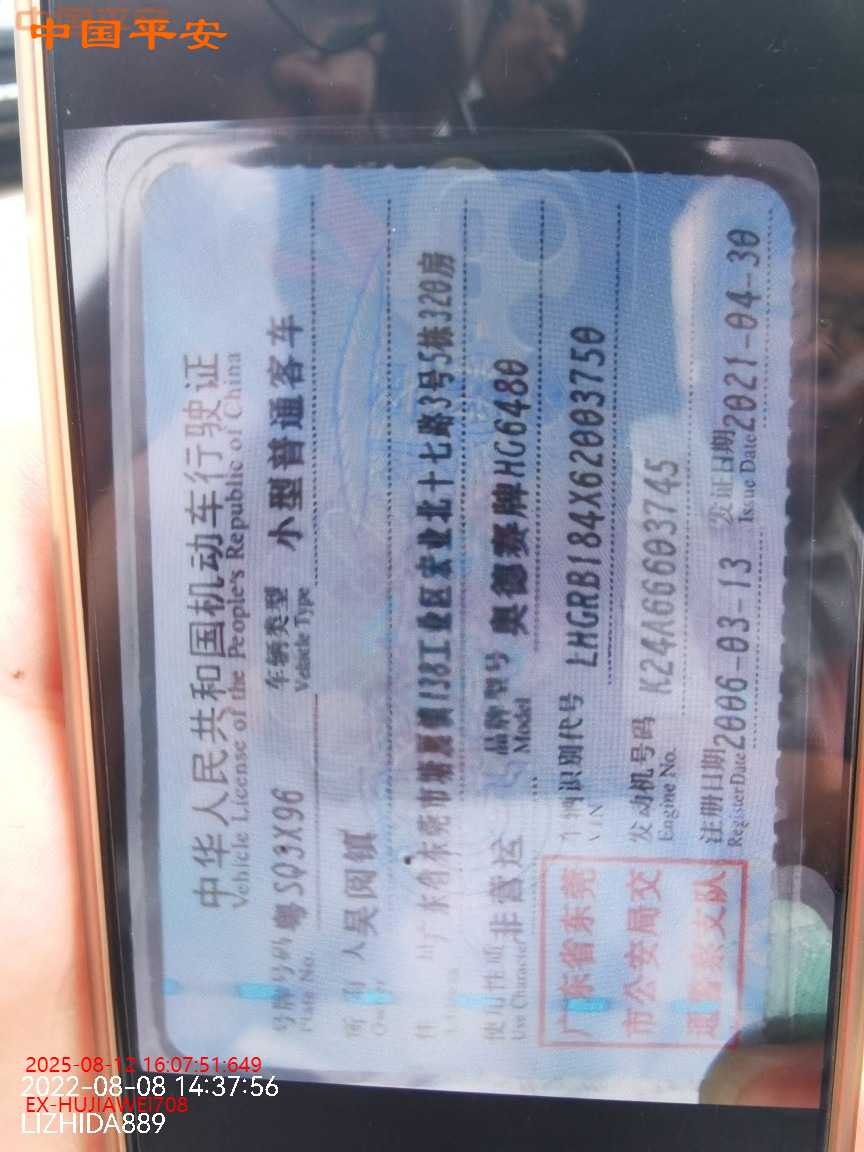 中国平安
中华人民共和国机动车行驶证
Vehicle License of the People's Republic of China
号牌号码 粤SQ3X96 车辆类型 小型普通客车
Plate No. Vehicle Type
所有人 吴阅镇
Owner
住址 广东省东莞市塘厦镇138工业区宏业北十七路3号5栋320房
Address
使用性质 非营运 品牌型号 奥德赛牌HG6480
Use Character Model
车辆识别代号 LHGRB184X62003750
VIN
发动机号码 K24A66603745
Engine No.
注册日期 2006-03-13 发证日期 2021-04-30
Register Date Issue Date
广东省东莞
市公安局交
通警察支队
2025-08-12 16:07:51:649
2022-08-08 14:37:56
EX-HUJIAWEI708
LIZHIDA889